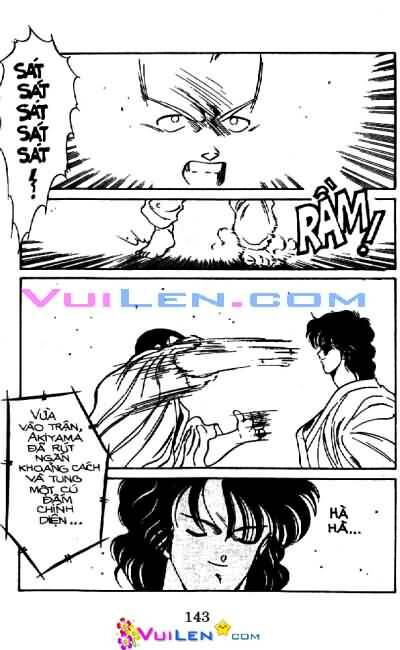 SÁT
SÁT
SÁT
SÁT
SÁT
!
RẦM!
VUILEN.COM
VỪA
VÀO TRẬN,
AKIYAMA
ĐÃ RÚT
NGẮN
KHOẢNG CÁCH
VÀ TUNG
MỘT CÚ
ĐẤM
CHÍNH
DIỆN...
HÀ
HÀ...
143
VUILEN.COM